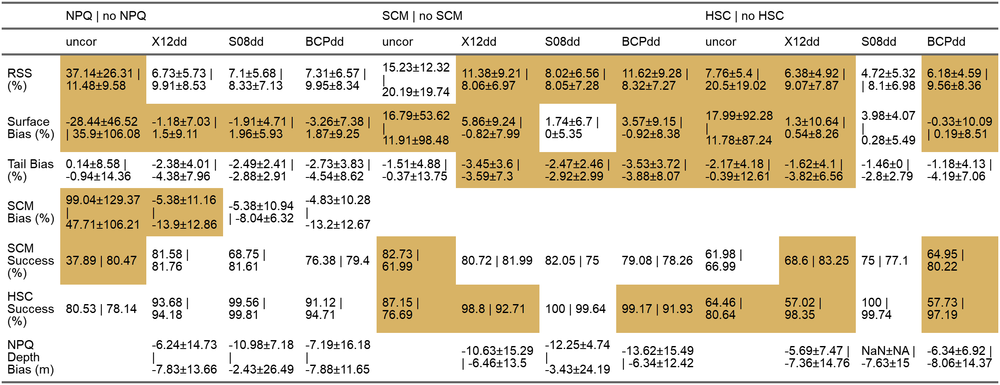 NPQ | no NPQ SCM | no SCM HSC | no HSC
uncor X12dd S08dd BCPdd uncor X12dd S08dd BCPdd uncor X12dd S08dd BCPdd
RSS (%) 37.14±26.31 | 11.48±9.58 6.73±5.73 | 9.91±8.53 7.1±5.68 | 8.33±7.13 7.31±6.57 | 9.95±8.34 15.23±12.32 | 20.19±19.74 11.38±9.21 | 8.06±6.97 8.02±6.56 | 8.05±7.28 11.62±9.28 | 8.32±7.27 7.76±5.4 | 20.5±19.02 6.38±4.92 | 9.07±7.87 4.72±5.32 | 8.1±6.98 6.18±4.59 | 9.56±8.36
Surface Bias (%) -28.44±46.52 | 35.9±106.08 -1.18±7.03 | 1.5±9.11 -1.91±4.71 | 1.96±5.93 -3.26±7.38 | 1.87±9.25 16.79±53.62 | 11.91±98.48 5.86±9.24 | -0.82±7.99 1.74±6.7 | 0±5.35 3.57±9.15 | -0.92±8.38 17.99±92.28 | 11.78±87.24 1.3±10.64 | 0.54±8.26 3.98±4.07 | 0.28±5.49 -0.33±10.09 | 0.19±8.51
Tail Bias (%) 0.14±8.58 | -0.94±14.36 -2.38±4.01 | -4.38±7.96 -2.49±2.41 | -2.88±2.91 -2.73±3.83 | -4.54±8.62 -1.51±4.88 | -0.37±13.75 -3.45±3.6 | -3.59±7.3 -2.47±2.46 | -2.92±2.99 -3.53±3.72 | -3.88±8.07 -2.17±4.18 | -0.39±12.61 -1.62±4.1 | -3.82±6.56 -1.46±0 | -2.8±2.79 -1.18±4.13 | -4.19±7.06
SCM Bias (%) 99.04±129.37 | 47.71±106.21 -5.38±11.16 | -13.9±12.86 -5.38±10.94 | -8.04±6.32 -4.83±10.28 | -13.2±12.67
SCM Success (%) 37.89 | 80.47 81.58 | 81.76 68.75 | 81.61 76.38 | 79.4 82.73 | 61.99 80.72 | 81.99 82.05 | 75 79.08 | 78.26 61.98 | 66.99 68.6 | 83.25 75 | 77.1 64.95 | 80.22
HSC Success (%) 80.53 | 78.14 93.68 | 94.18 99.56 | 99.81 91.12 | 94.71 87.15 | 76.69 98.8 | 92.71 100 | 99.64 99.17 | 91.93 64.46 | 80.64 57.02 | 98.35 100 | 99.74 57.73 | 97.19
NPQ Depth Bias (m) -6.24±14.73 | -7.83±13.66 -10.98±7.18 | -2.43±26.49 -7.19±16.18 | -7.88±11.65 -10.63±15.29 | -6.46±13.5 -12.25±4.74 | -3.43±24.19 -13.62±15.49 | -6.34±12.42 -5.69±7.47 | -7.36±14.76 NaN±NA | -7.63±15 -6.34±6.92 | -8.06±14.37